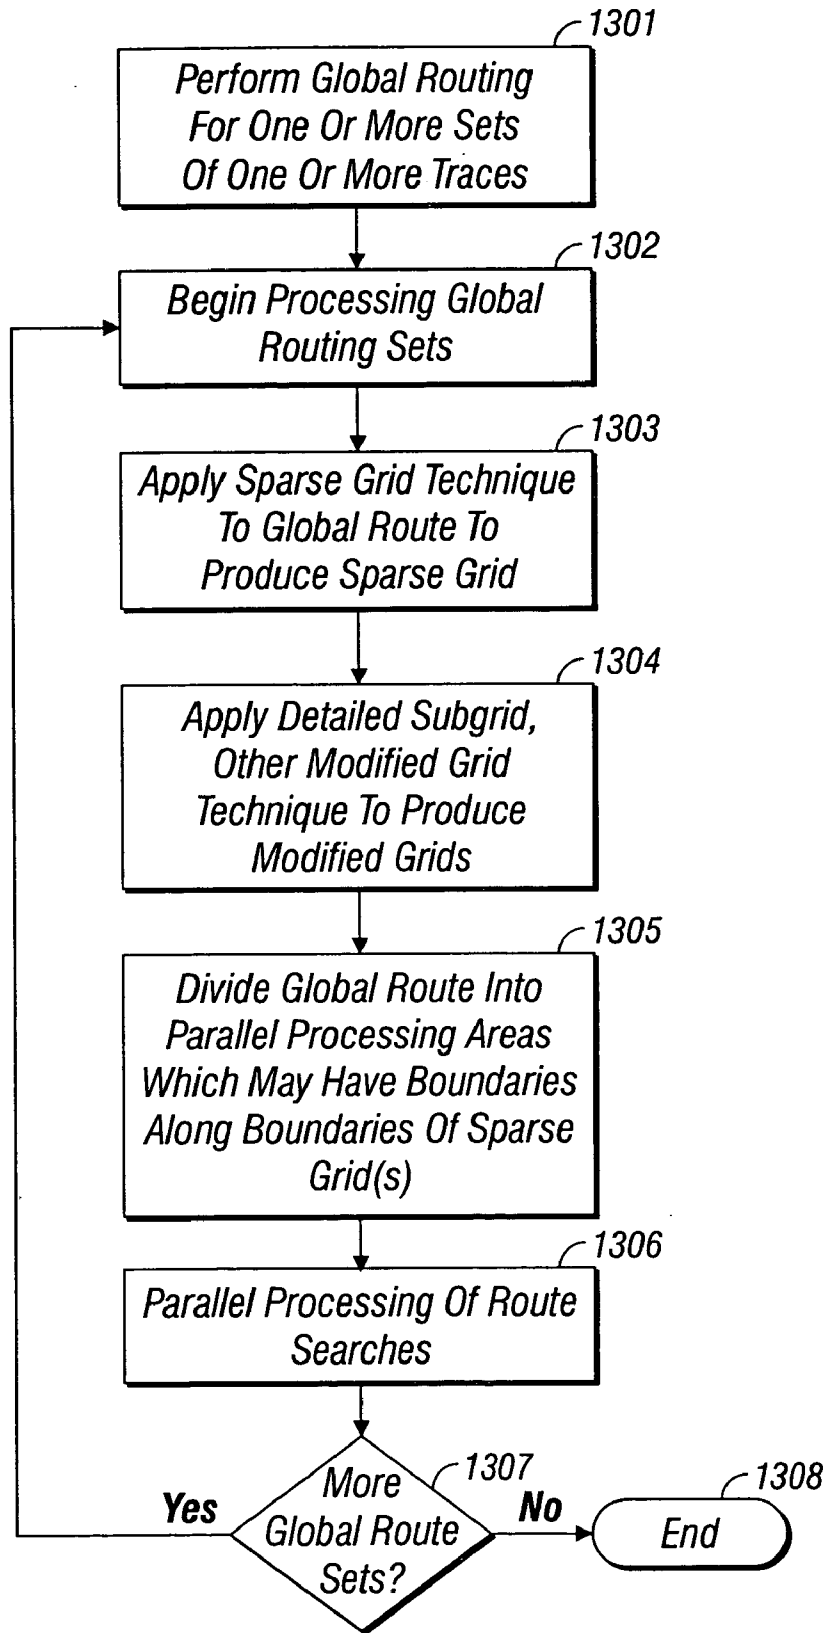 1301
Perform Global Routing
For One Or More Sets
Of One Or More Traces
1302
Begin Processing Global
Routing Sets
1303
Apply Sparse Grid Technique
To Global Route To
Produce Sparse Grid
1304
Apply Detailed Subgrid,
Other Modified Grid
Technique To Produce
Modified Grids
1305
Divide Global Route Into
Parallel Processing Areas
Which May Have Boundaries
Along Boundaries Of Sparse
Grid(s)
1306
Parallel Processing Of Route
Searches
1307
More
Global Route
Sets?
Yes
No
1308
End